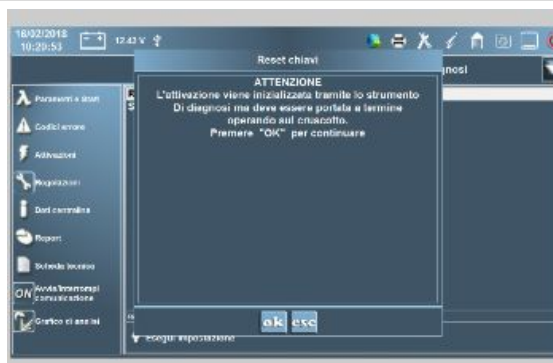 16/02/2018
10:20:53
12.42 V
Reset chiavi
gnosi
ATTENZIONE
L'attivazione viene inizializzata tramite lo strumento
Di diagnosi ma deve essere portata a termine
operando sul cruscotto.
Premere "OK" per continuare
Parametri e stati
Codici errore
Attivazioni
Regolazioni
Dati centralina
Report
Scheda tecnica
ON Avvia/Interrompi
comunicazione
Grafico di analisi
ok esc
Esegui impostazione